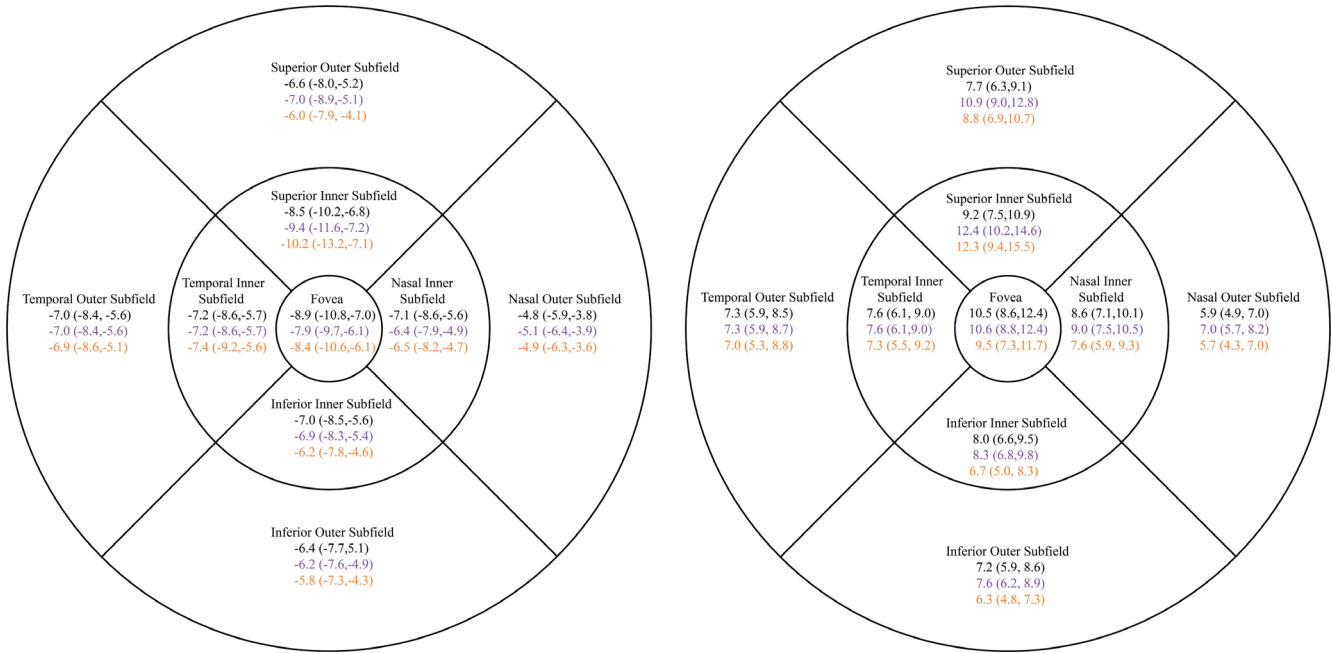 Superior Outer Subfield
-6.6 (-8.0,-5.2)
-7.0 (-8.9,-5.1)
-6.0 (-7.9, -4.1)
Superior Inner Subfield
-8.5 (-10.2,-6.8)
-9.4 (-11.6,-7.2)
-10.2 (-13.2,-7.1)
Temporal Outer Subfield
-7.0 (-8.4, -5.6)
-7.0 (-8.4,-5.6)
-6.9 (-8.6,-5.1)
Temporal Inner
Subfield
-7.2 (-8.6,-5.7)
-7.2 (-8.6,-5.7)
-7.4 (-9.2,-5.6)
Fovea
-8.9 (-10.8,-7.0)
-7.9 (-9.7,-6.1)
-8.4 (-10.6,-6.1)
Nasal Inner
Subfield
-7.1 (-8.6,-5.6)
-6.4 (-7.9,-4.9)
-6.5 (-8.2,-4.7)
Nasal Outer Subfield
-4.8 (-5.9,-3.8)
-5.1 (-6.4,-3.9)
-4.9 (-6.3,-3.6)
Inferior Inner Subfield
-7.0 (-8.5,-5.6)
-6.9 (-8.3,-5.4)
-6.2 (-7.8,-4.6)
Inferior Outer Subfield
-6.4 (-7.7,5.1)
-6.2 (-7.6,-4.9)
-5.8 (-7.3,-4.3)
Superior Outer Subfield
7.7 (6.3,9.1)
10.9 (9.0,12.8)
8.8 (6.9,10.7)
Superior Inner Subfield
9.2 (7.5,10.9)
12.4 (10.2,14.6)
12.3 (9.4,15.5)
Temporal Outer Subfield
7.3 (5.9, 8.5)
7.3 (5.9, 8.7)
7.0 (5.3, 8.8)
Temporal Inner
Subfield
7.6 (6.1, 9.0)
7.6 (6.1,9.0)
7.3 (5.5, 9.2)
Fovea
10.5 (8.6,12.4)
10.6 (8.8,12.4)
9.5 (7.3,11.7)
Nasal Inner
Subfield
8.6 (7.1,10.1)
9.0 (7.5,10.5)
7.6 (5.9, 9.3)
Nasal Outer Subfield
5.9 (4.9, 7.0)
7.0 (5.7, 8.2)
5.7 (4.3, 7.0)
Inferior Inner Subfield
8.0 (6.6,9.5)
8.3 (6.8,9.8)
6.7 (5.0, 8.3)
Inferior Outer Subfield
7.2 (5.9, 8.6)
7.6 (6.2, 8.9)
6.3 (4.8, 7.3)